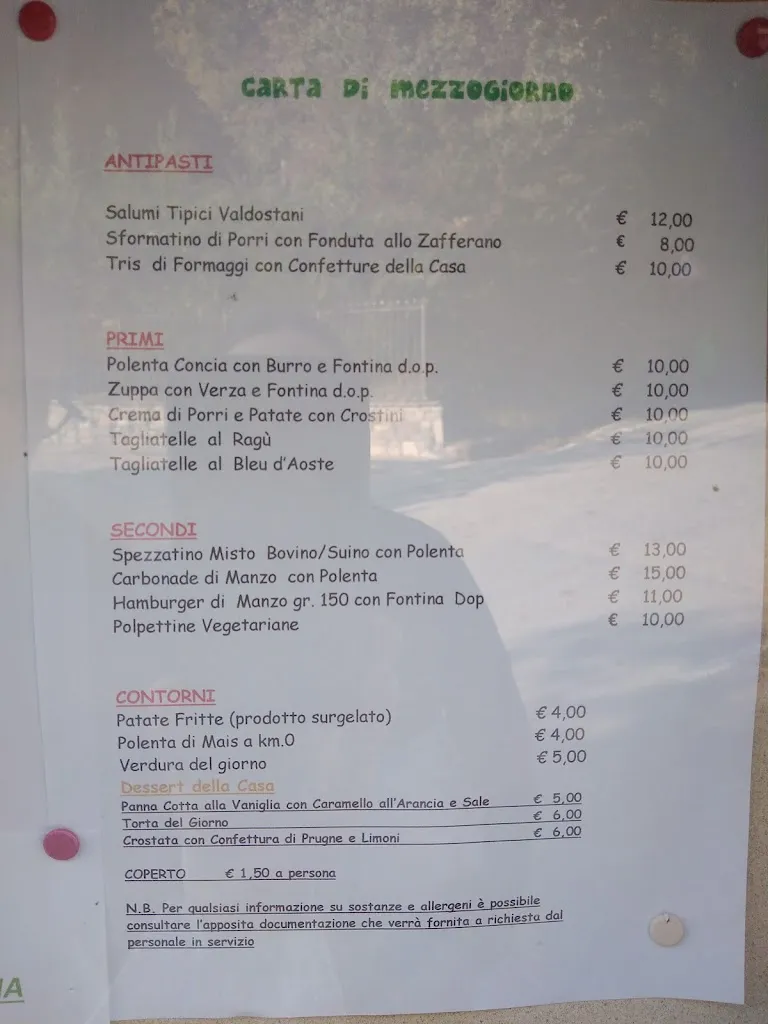 CARTA DI MEZZOGIORNO
ANTIPASTI
Salumi Tipici Valdostani € 12,00
Sformatino di Porri con Fonduta allo Zafferano € 8,00
Tris di Formaggi con Confetture della Casa € 10,00
PRIMI
Polenta Concia con Burro e Fontina d.o.p. € 10,00
Zuppa con Verza e Fontina d.o.p. € 10,00
Crema di Porri e Patate con Crostini € 10,00
Tagliatelle al Ragù € 10,00
Tagliatelle al Bleu d'Aoste € 10,00
SECONDI
Spezzatino Misto Bovino/Suino con Polenta € 13,00
Carbonade di Manzo con Polenta € 15,00
Hamburger di Manzo gr. 150 con Fontina Dop € 11,00
Polpettine Vegetariane € 10,00
CONTORNI
Patate Fritte (prodotto surgelato) € 4,00
Polenta di Mais a km.0 € 4,00
Verdura del giorno € 5,00
Dessert della Casa
Panna Cotta alla Vaniglia con Caramello all'Arancia e Sale € 5,00
Torta del Giorno € 6,00
Crostata con Confettura di Prugne e Limoni € 6,00
COPERTO € 1,50 a persona
N.B. Per qualsiasi informazione su sostanze e allergeni è possibile
consultare l'apposita documentazione che verrà fornita a richiesta dal
personale in servizio